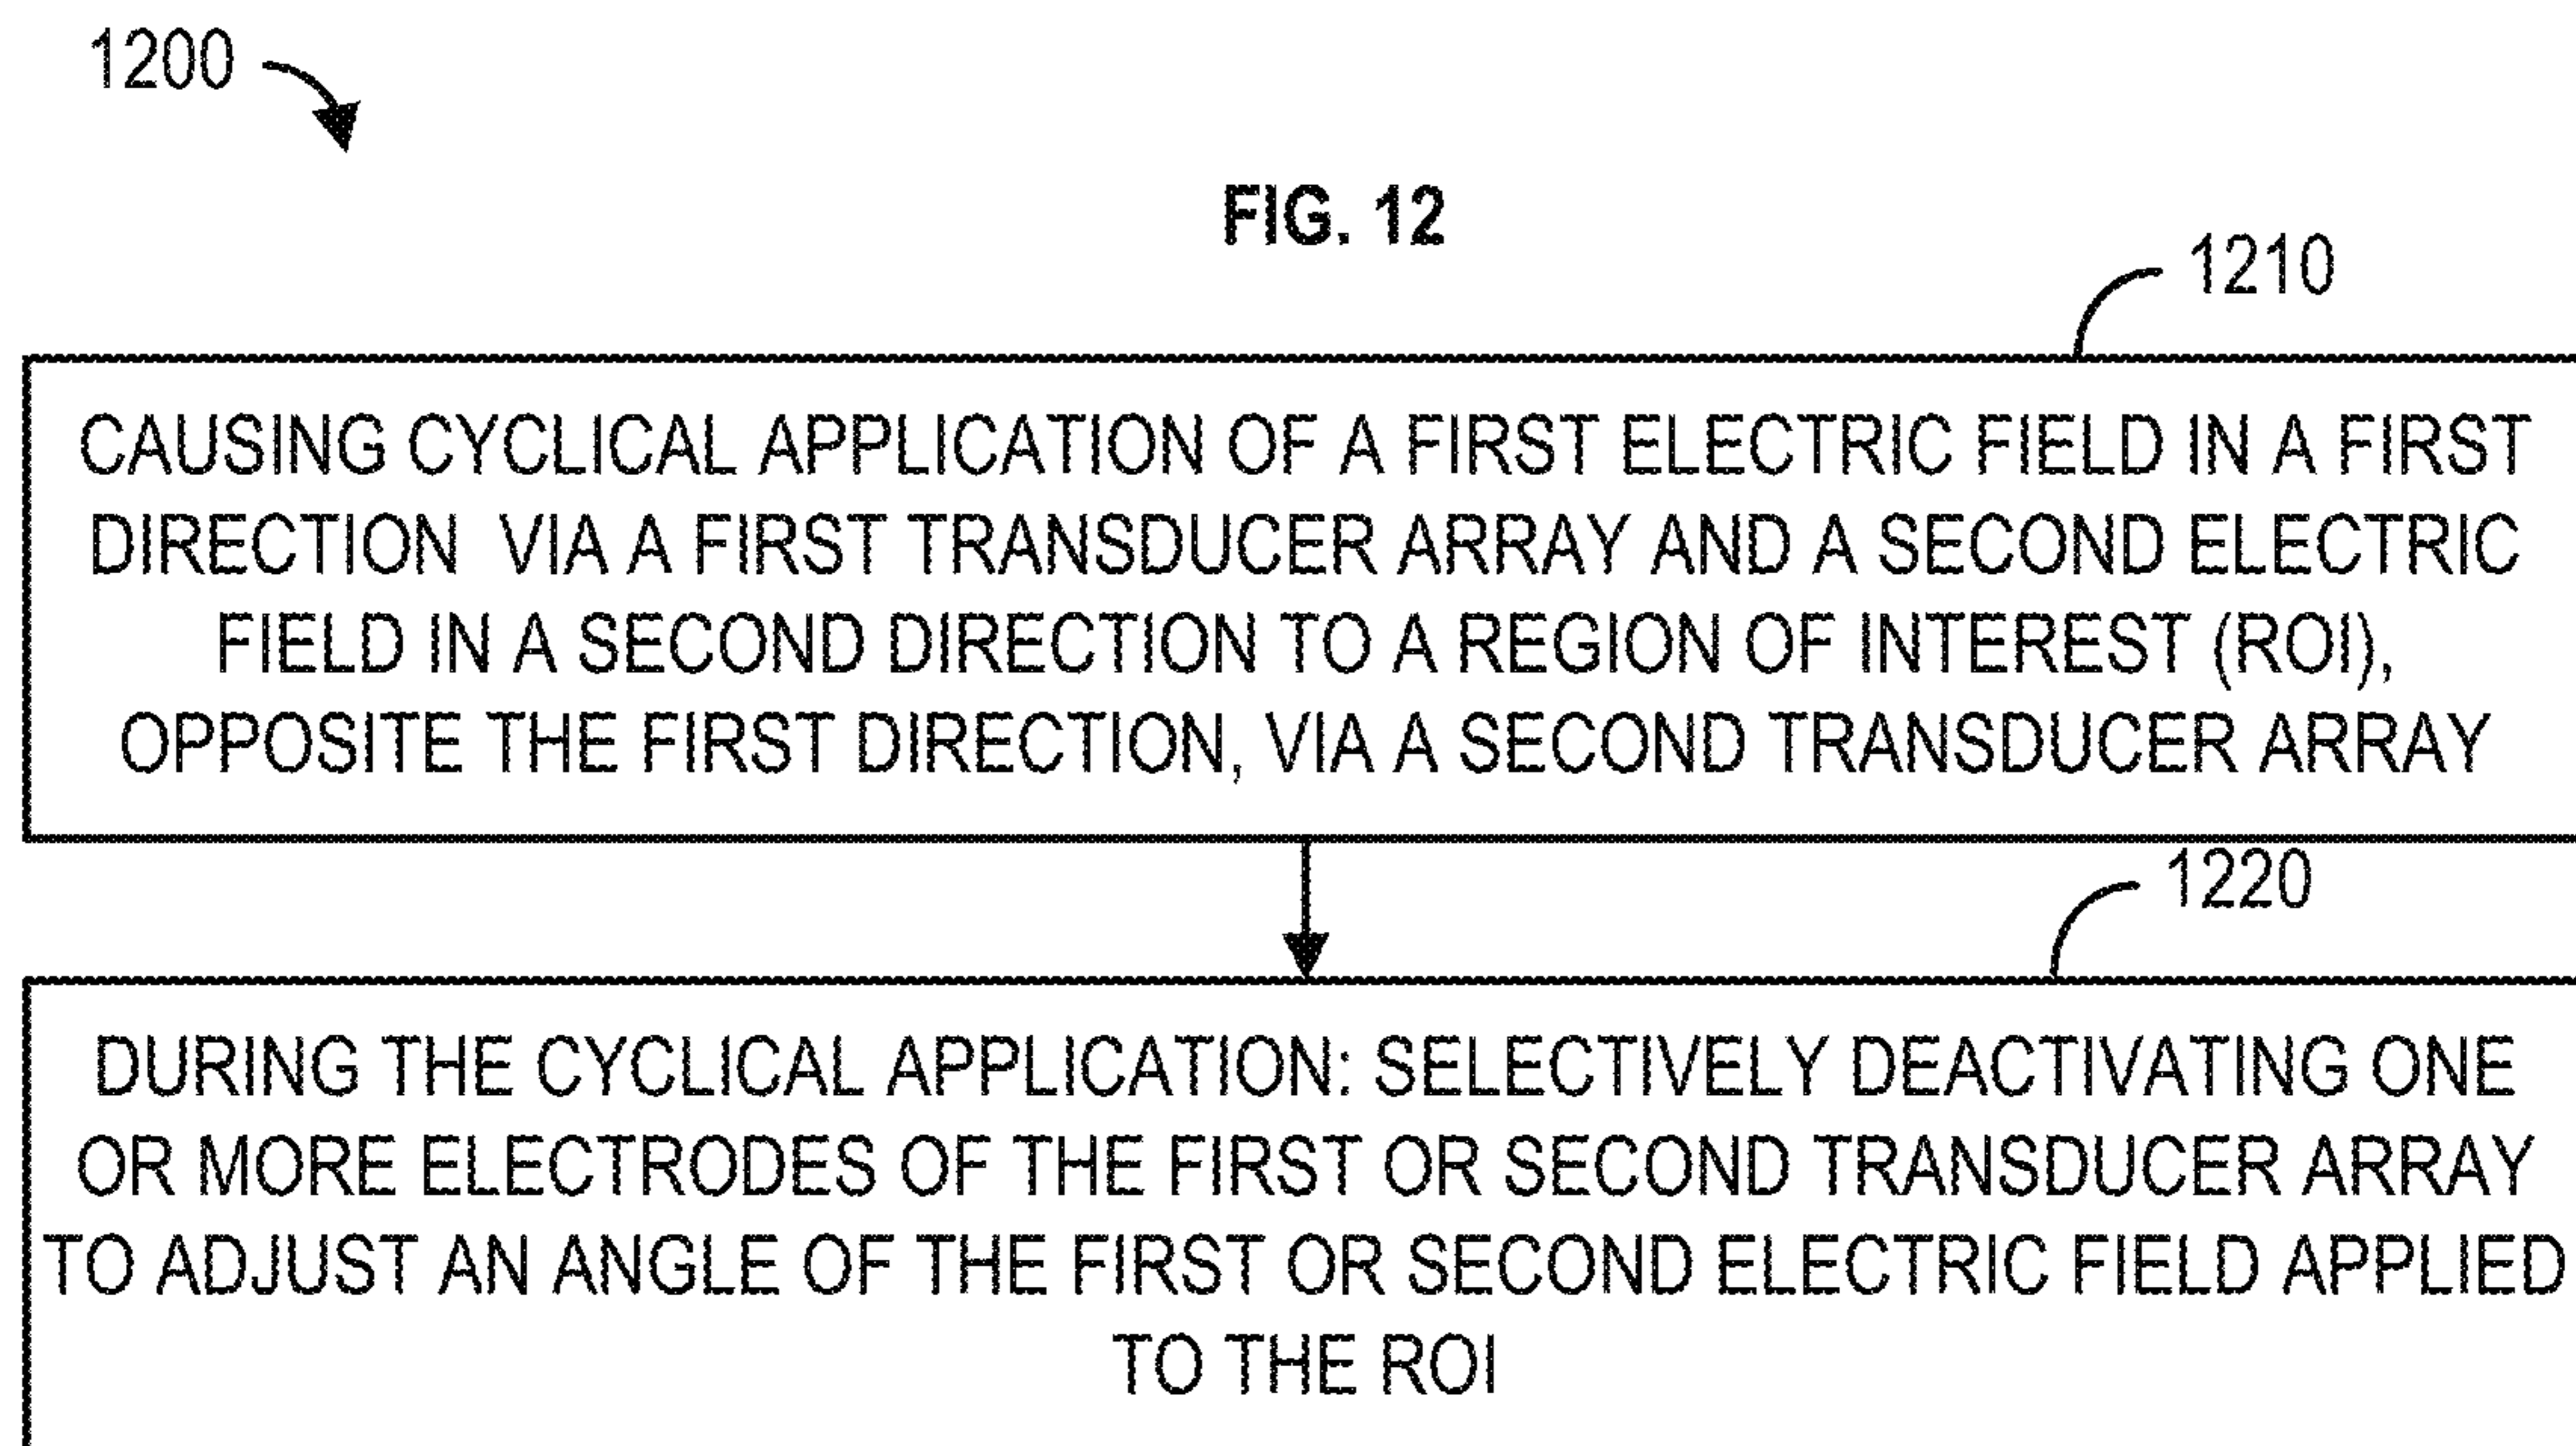 1200
FIG. 12
1210
CAUSING CYCLICAL APPLICATION OF A FIRST ELECTRIC FIELD IN A FIRST
DIRECTION VIA A FIRST TRANSDUCER ARRAY AND A SECOND ELECTRIC
FIELD IN A SECOND DIRECTION TO A REGION OF INTEREST (ROI),
OPPOSITE THE FIRST DIRECTION, VIA A SECOND TRANSDUCER ARRAY
1220
DURING THE CYCLICAL APPLICATION: SELECTIVELY DEACTIVATING ONE
OR MORE ELECTRODES OF THE FIRST OR SECOND TRANSDUCER ARRAY
TO ADJUST AN ANGLE OF THE FIRST OR SECOND ELECTRIC FIELD APPLIED
TO THE ROI